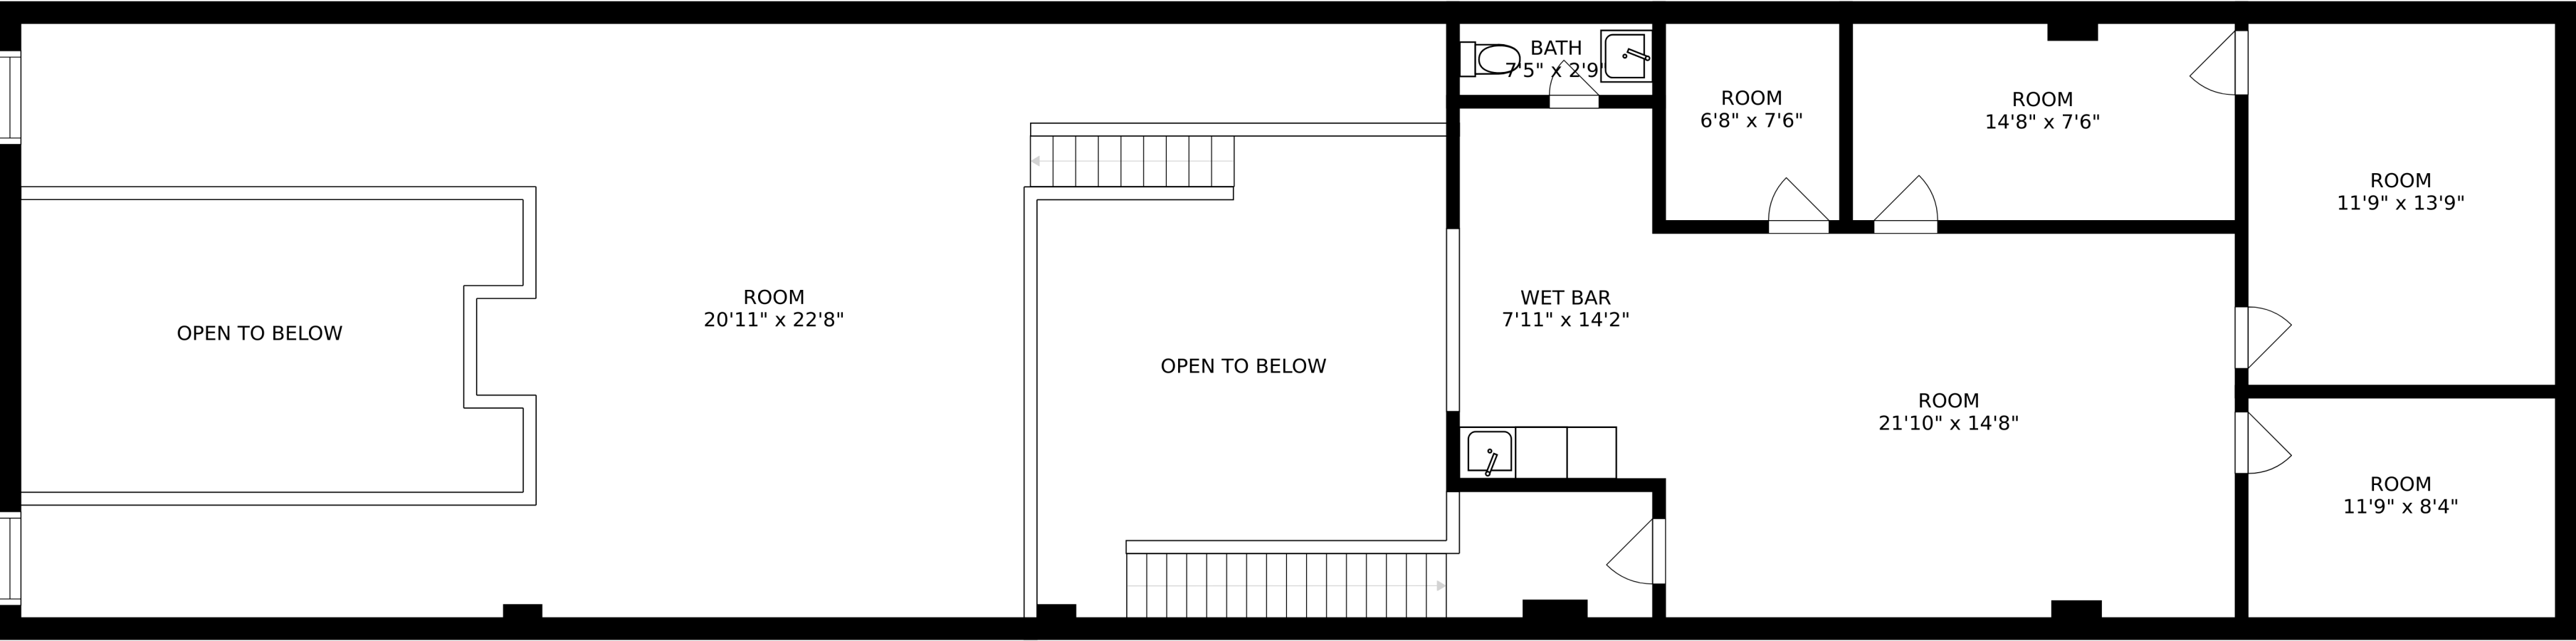 BATH
7'5" x 2'9"
ROOM
6'8" x 7'6"
ROOM
14'8" x 7'6"
ROOM
11'9" x 13'9"
OPEN TO BELOW
ROOM
20'11" x 22'8"
OPEN TO BELOW
WET BAR
7'11" x 14'2"
ROOM
21'10" x 14'8"
ROOM
11'9" x 8'4"